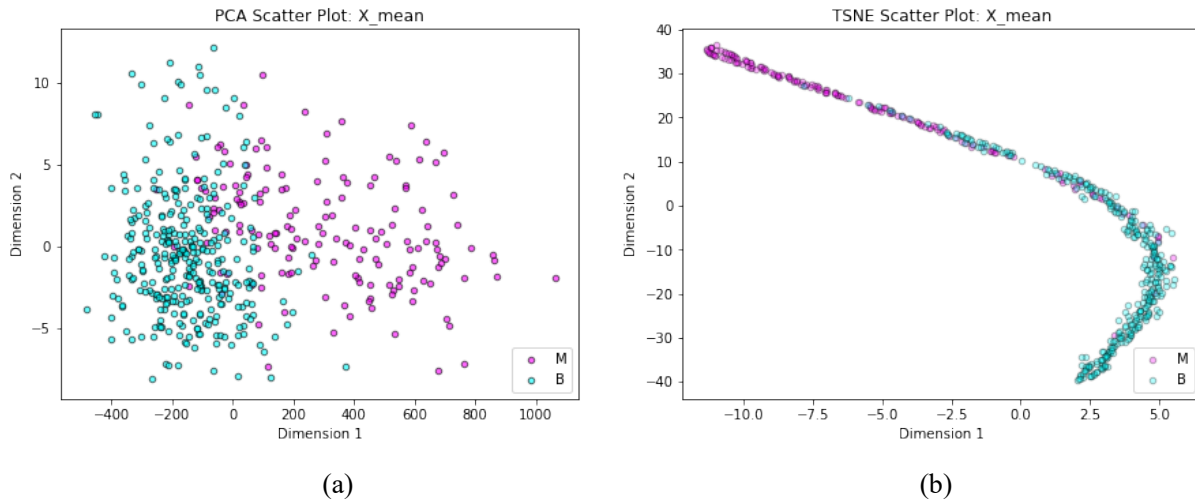 PCA Scatter Plot: X_mean
12
10
5
0
−5
Dimension 2
−400 −200 0 200 400 600 800 1000
Dimension 1
M
B
(a)
TSNE Scatter Plot: X_mean
40
30
20
10
0
−10
−20
−30
−40
Dimension 2
−10.0 −7.5 −5.0 −2.5 0.0 2.5 5.0
Dimension 1
M
B
(b)